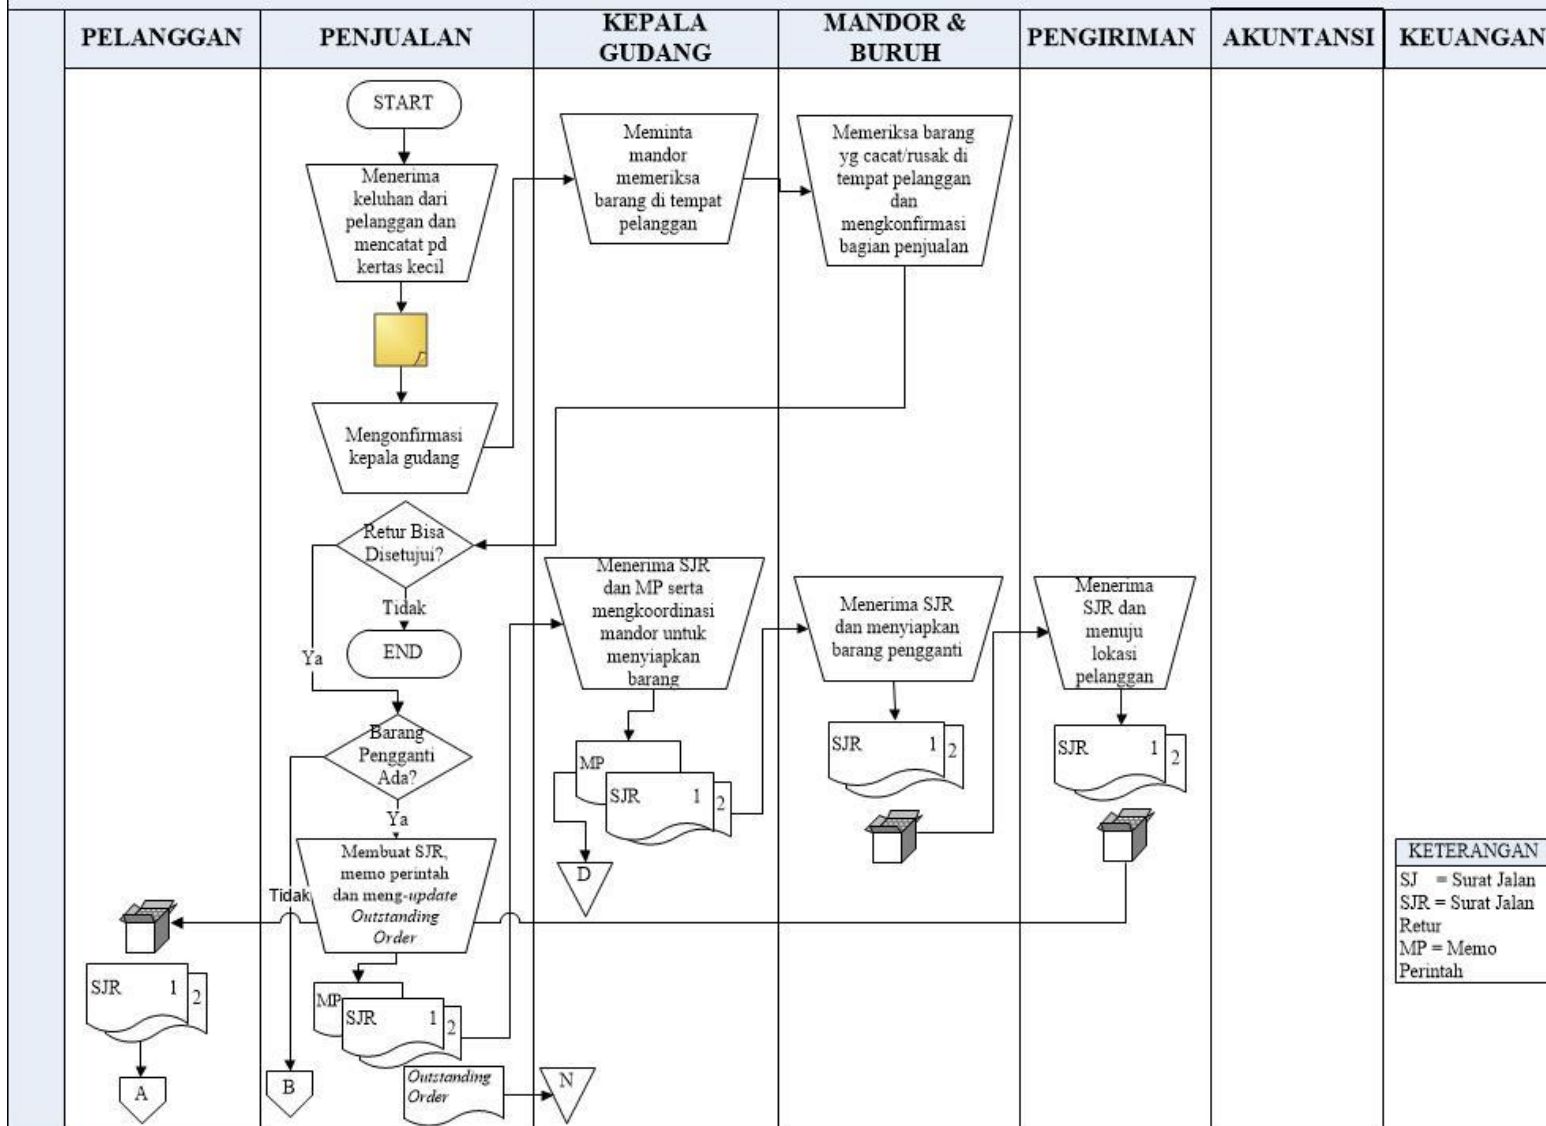 PELANGGAN
PENJUALAN
KEPALA
GUDANG
MANDOR &
BURUH
PENGIRIMAN
AKUNTANSI
KEUANGAN
START
Menerima
keluhan dari
pelanggan dan
mencatat pd
kertas kecil
Meminta
mandor
memeriksa
barang di tempat
pelanggan
Memeriksa barang
yg cacat/rusak di
tempat pelanggan
dan
mengkonfirmasi
bagian penjualan
Mengonfirmasi
kepala gudang
Retur Bisa
Disetujui?
Tidak
END
Ya
Menerima SJR
dan MP serta
mengkoordinasi
mandor untuk
menyiapkan
barang
Menerima SJR
dan menyiapkan
barang pengganti
Menerima
SJR dan
menuju
lokasi
pelanggan
Barang
Pengganti
Ada?
Ya
Tidak
MP
SJR 1 2
D
SJR 1 2
SJR 1 2
Membuat SJR,
memo perintah
dan meng-update
Outstanding
Order
KETERANGAN
SJ = Surat Jalan
SJR = Surat Jalan
Retur
MP = Memo
Perintah
SJR 1 2
A
B
MP
SJR 1 2
Outstanding
Order
N